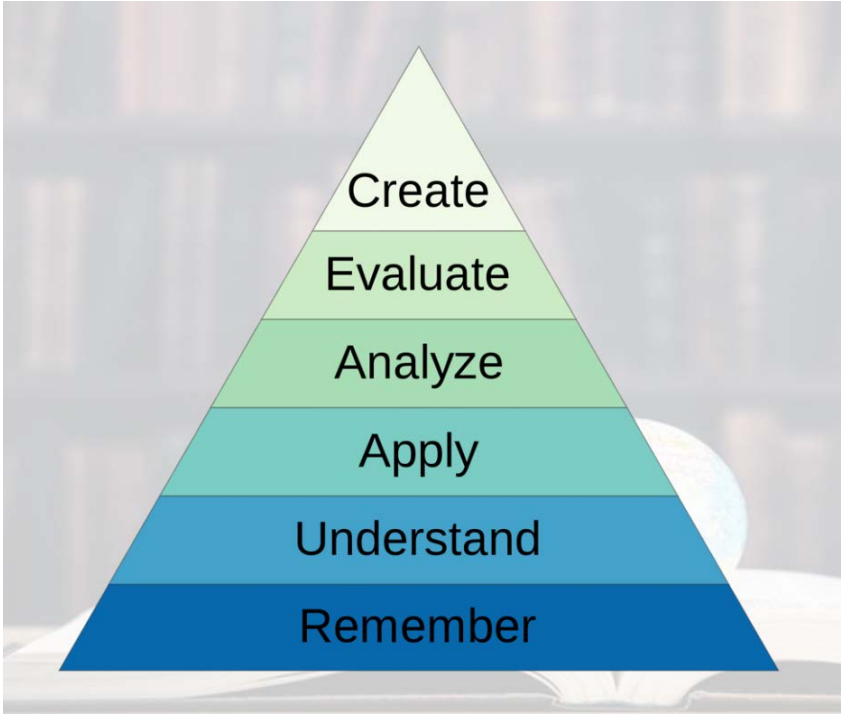 Create
Evaluate
Analyze
Apply
Understand
Remember